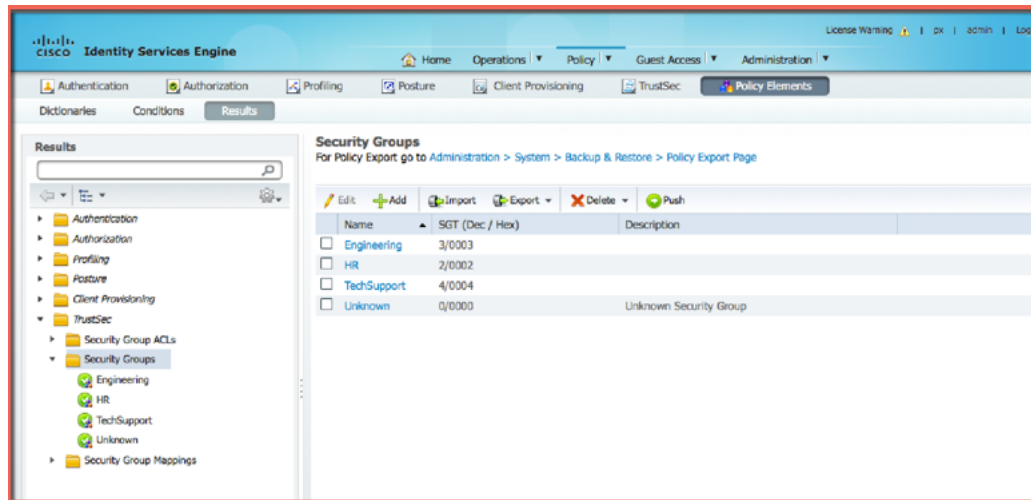 License Warning | px | admin | Log
CISCO Identity Services Engine
Home Operations Policy Guest Access Administration
Authentication Authorization Profiling Posture Client Provisioning TrustSec Policy Elements
Dictionaries Conditions Results
Results
Authentication
Authorization
Profiling
Posture
Client Provisioning
TrustSec
Security Group ACLs
Security Groups
Engineering
HR
TechSupport
Unknown
Security Group Mappings
Security Groups
For Policy Export go to Administration > System > Backup & Restore > Policy Export Page
Edit Add Import Export Delete Push
Name SGT (Dec / Hex) Description
Engineering 3/0003
HR 2/0002
TechSupport 4/0004
Unknown 0/0000 Unknown Security Group